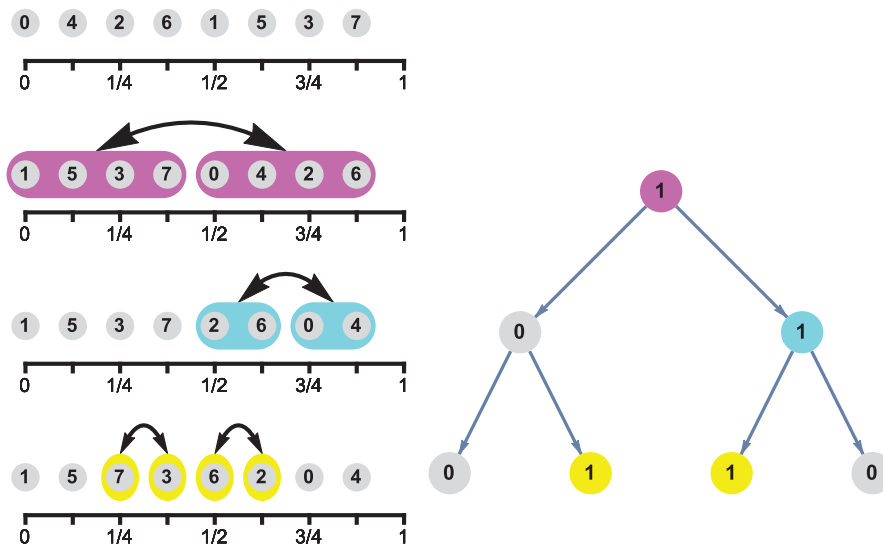 0 4 2 6 1 5 3 7
0 1/4 1/2 3/4 1
1 5 3 7 0 4 2 6
0 1/4 1/2 3/4 1
1 5 3 7 2 6 0 4
0 1/4 1/2 3/4 1
1 5 7 3 6 2 0 4
0 1/4 1/2 3/4 1
1
0 1
0 1 1 0